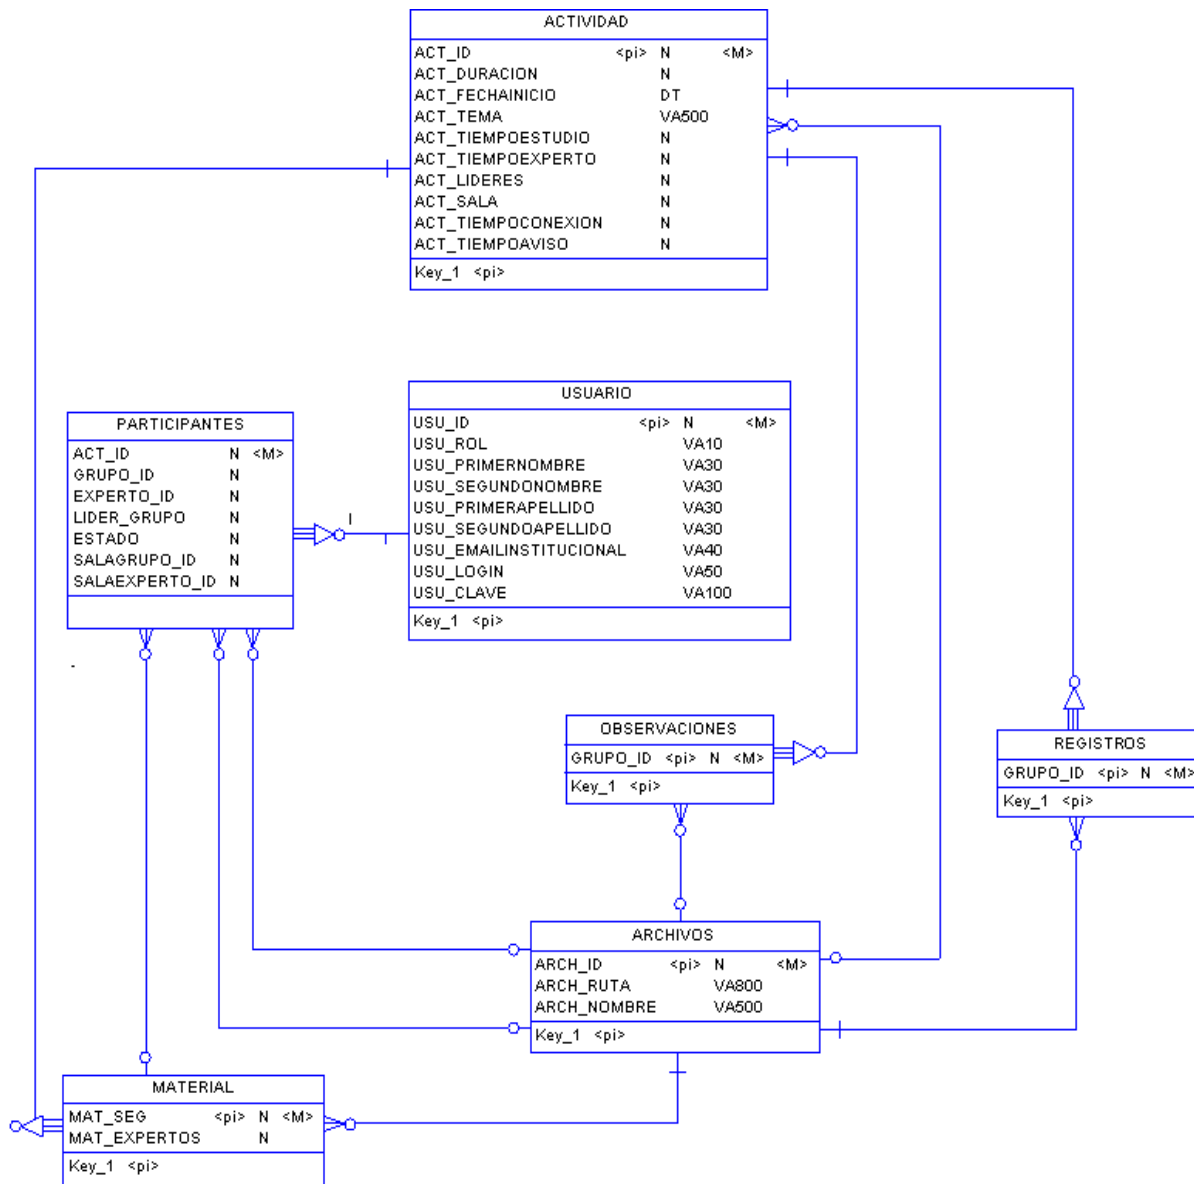 ACTIVIDAD
ACT_ID <pi> N <M>
ACT_DURACION N
ACT_FECHAINICIO DT
ACT_TEMA VA500
ACT_TIEMPOESTUDIO N
ACT_TIEMPOEXPERTO N
ACT_LIDERES N
ACT_SALA N
ACT_TIEMPOCONEXION N
ACT_TIEMPOAVISO N
Key_1 <pi>
PARTICIPANTES
ACT_ID N <M>
GRUPO_ID N
EXPERTO_ID N
LIDER_GRUPO N
ESTADO N
SALAGRUPO_ID N
SALAEXPERTO_ID N
USUARIO
USU_ID <pi> N <M>
USU_ROL VA10
USU_PRIMERNOMBRE VA30
USU_SEGUNDONOMBRE VA30
USU_PRIMERAPELLIDO VA30
USU_SEGUNDOAPELLIDO VA30
USU_EMAILINSTITUCIONAL VA40
USU_LOGIN VA50
USU_CLAVE VA100
Key_1 <pi>
OBSERVACIONES
GRUPO_ID <pi> N <M>
Key_1 <pi>
REGISTROS
GRUPO_ID <pi> N <M>
Key_1 <pi>
ARCHIVOS
ARCH_ID <pi> N <M>
ARCH_RUTA VA800
ARCH_NOMBRE VA500
Key_1 <pi>
MATERIAL
MAT_SEG <pi> N <M>
MAT_EXPERTOS N
Key_1 <pi>